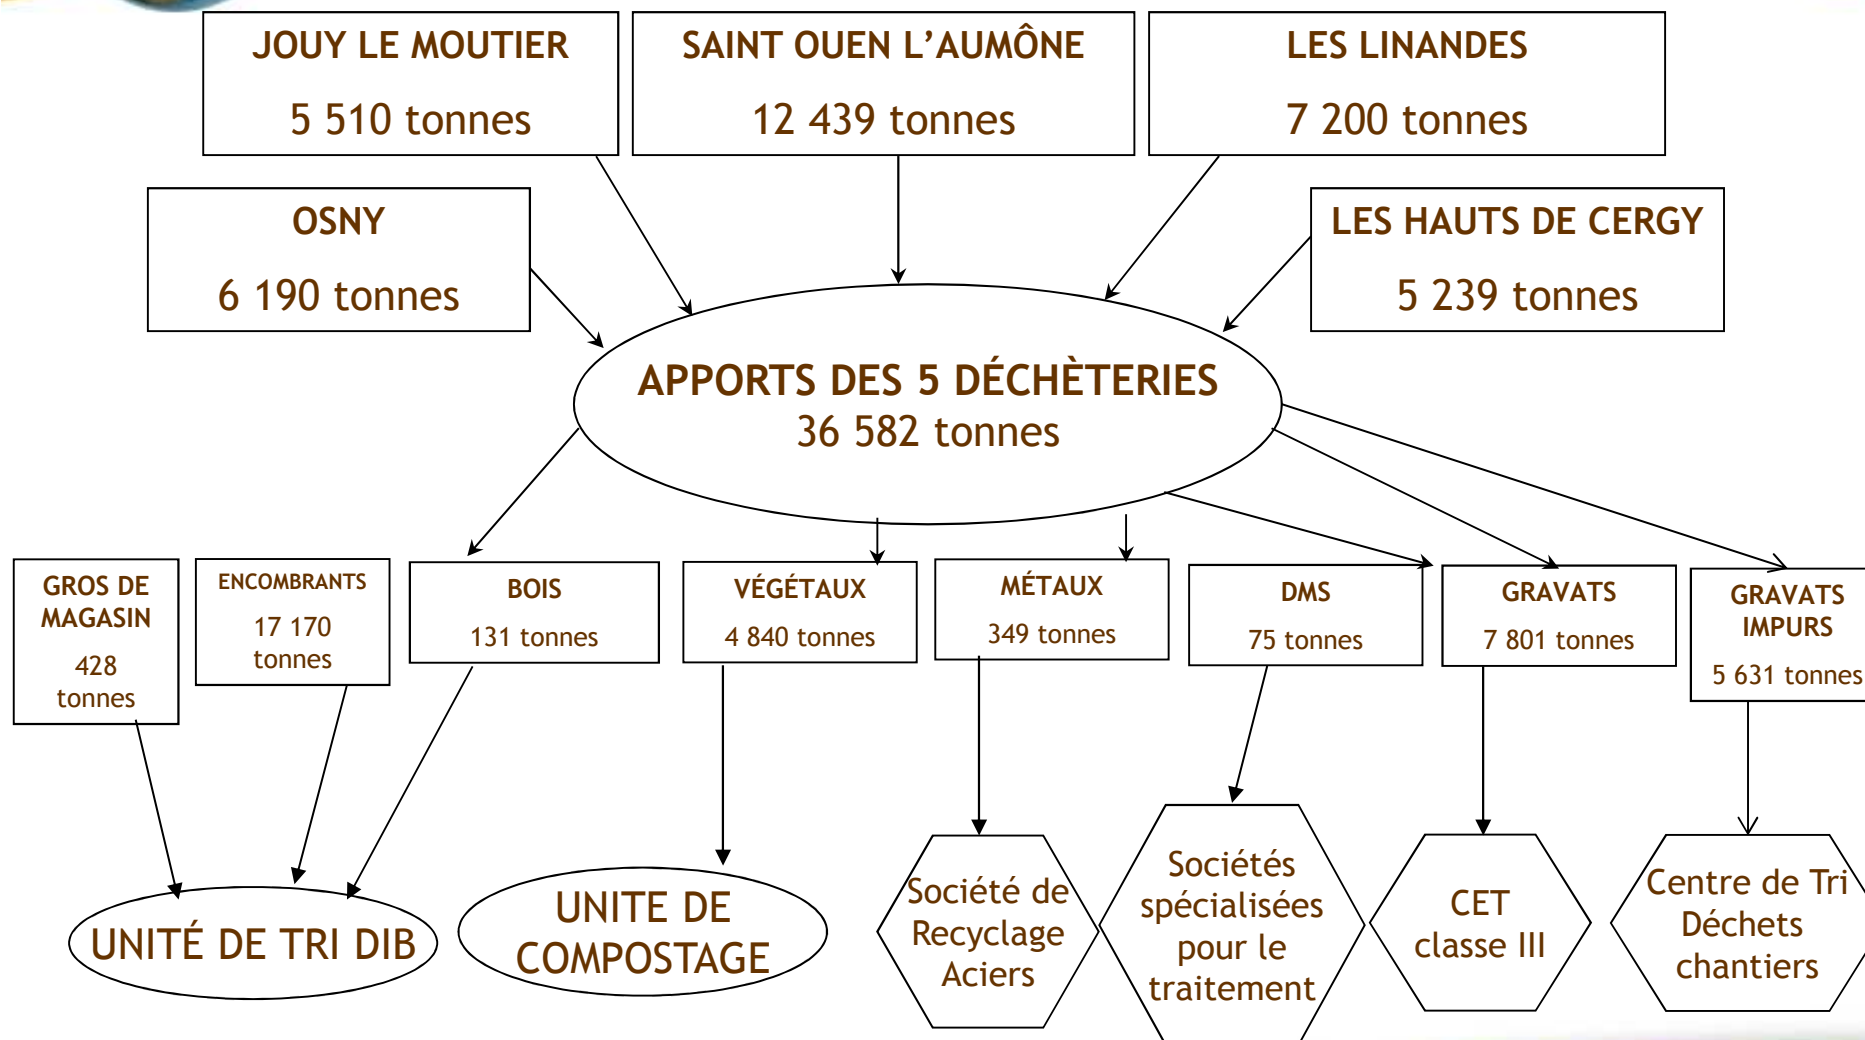 JOUY LE MOUTIER
5 510 tonnes
SAINT OUEN L’AUMÔNE
12 439 tonnes
LES LINANDES
7 200 tonnes
OSNY
6 190 tonnes
LES HAUTS DE CERGY
5 239 tonnes
APPORTS DES 5 DÉCHÈTERIES
36 582 tonnes
GROS DE
MAGASIN
428
tonnes
ENCOMBRANTS
17 170
tonnes
BOIS
131 tonnes
VÉGÉTAUX
4 840 tonnes
MÉTAUX
349 tonnes
DMS
75 tonnes
GRAVATS
7 801 tonnes
GRAVATS
IMPURS
5 631 tonnes
UNITÉ DE TRI DIB
UNITE DE
COMPOSTAGE
Société de
Recyclage
Aciers
Sociétés
spécialisées
pour le
traitement
CET
classe III
Centre de Tri
Déchets
chantiers